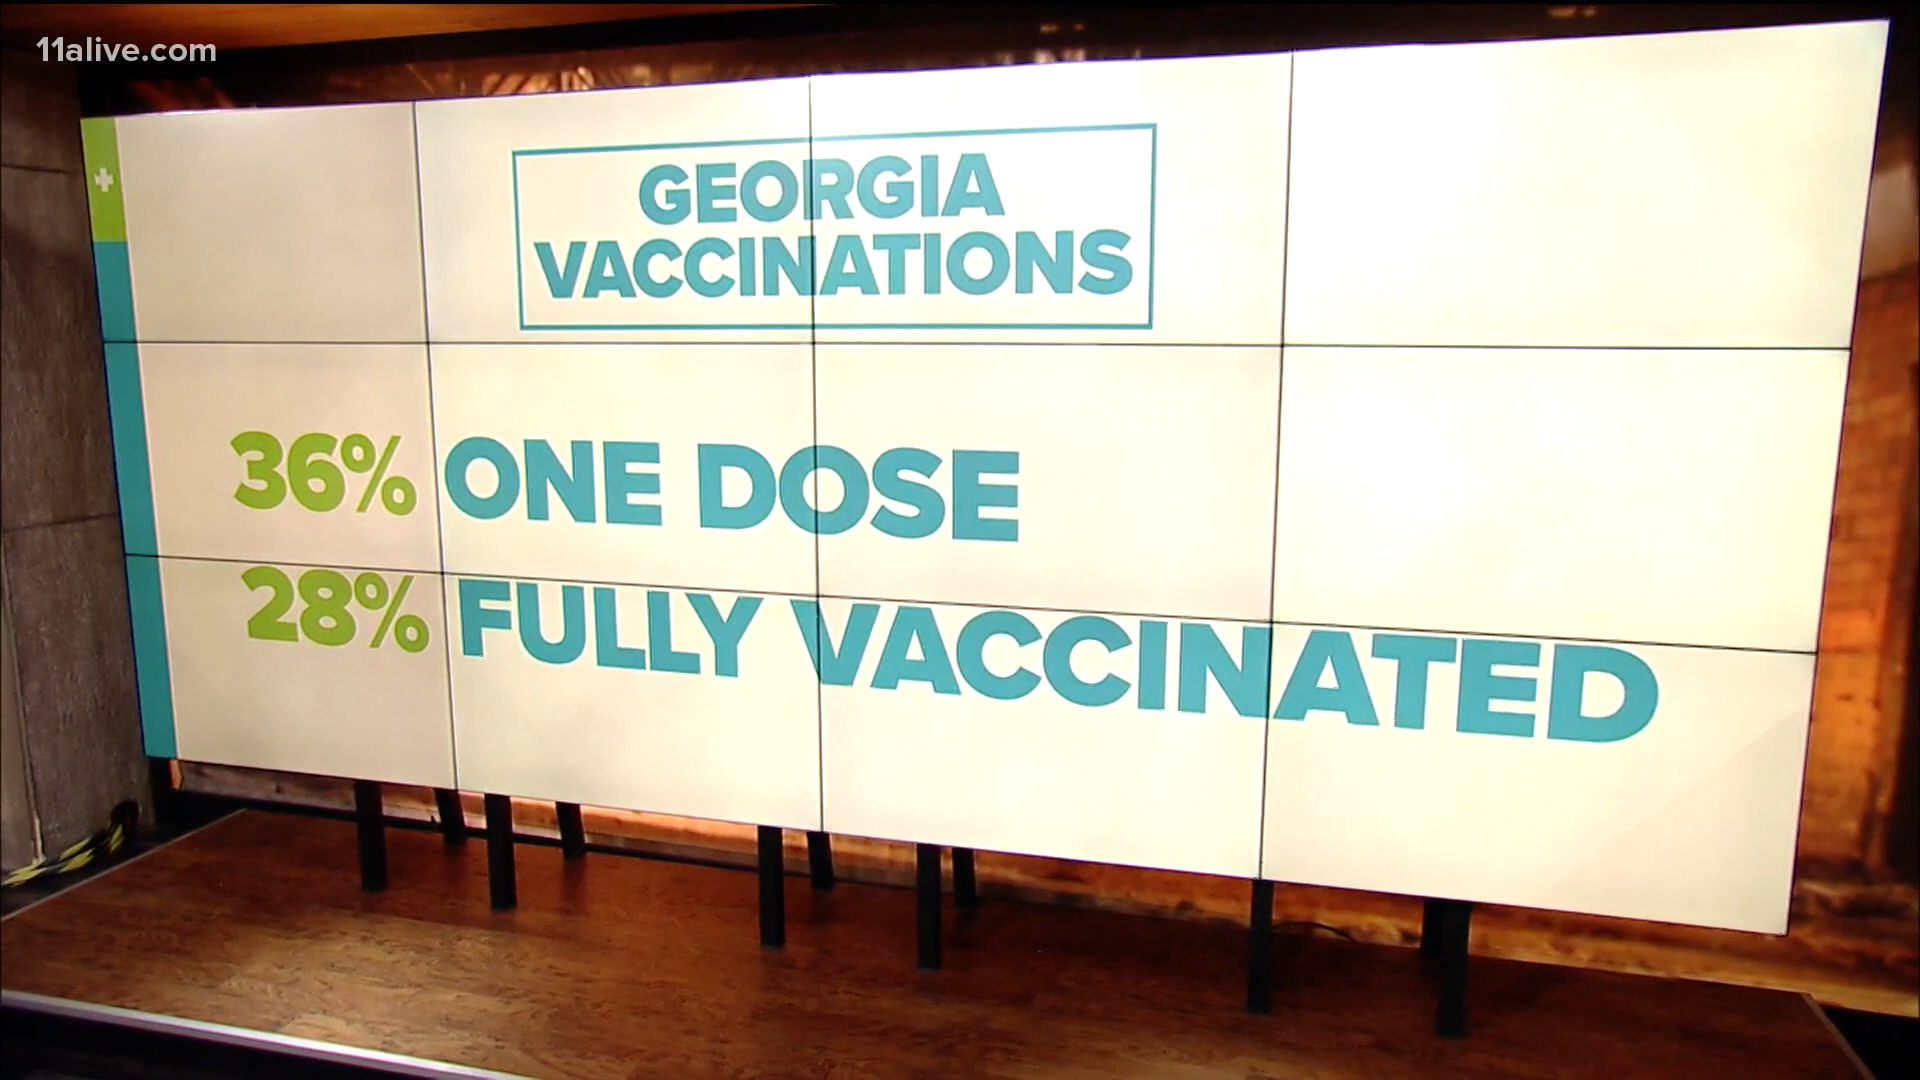 11alive.com
GEORGIA
VACCINATIONS
36% ONE DOSE
28% FULLY VACCINATED